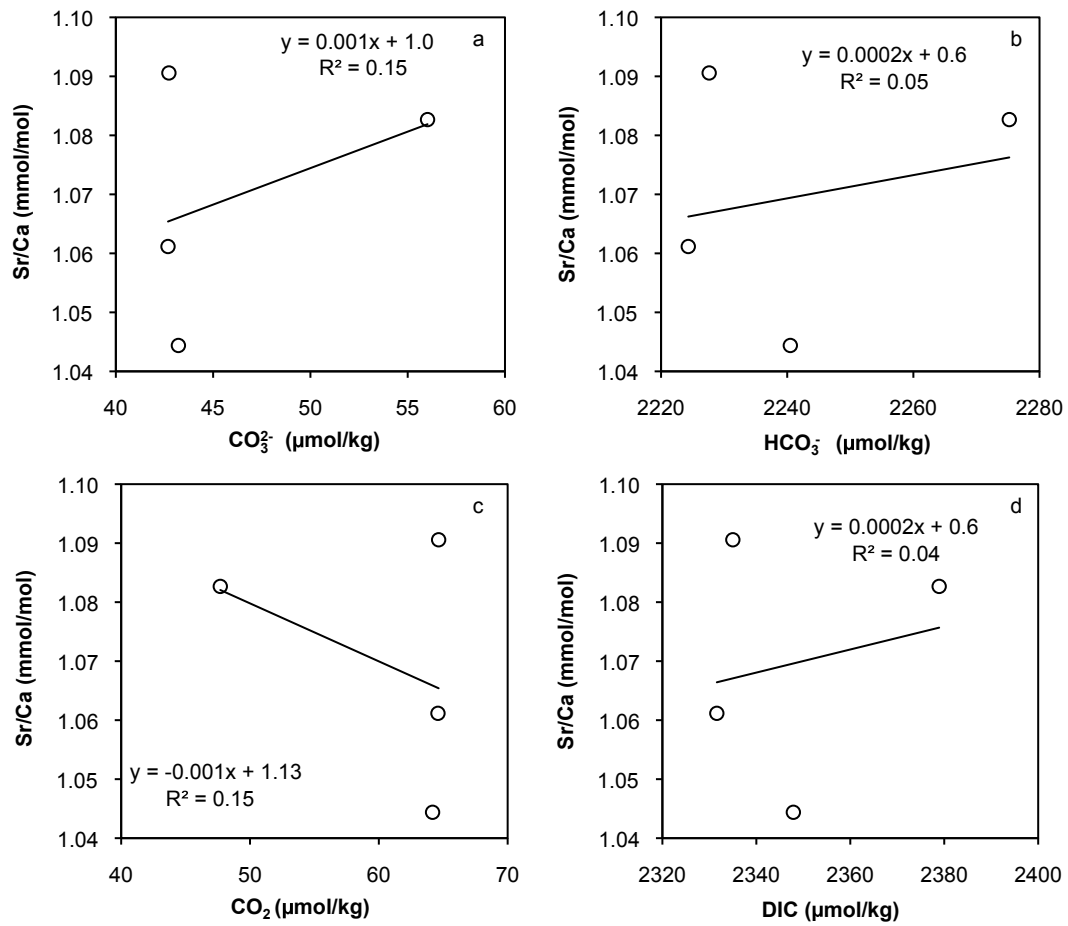 a
y = 0.001x + 1.0
R² = 0.15
Sr/Ca (mmol/mol)
1.10
1.09
1.08
1.07
1.06
1.05
1.04
40 45 50 55 60
CO₃²⁻ (µmol/kg)
b
y = 0.0002x + 0.6
R² = 0.05
Sr/Ca (mmol/mol)
1.10
1.09
1.08
1.07
1.06
1.05
1.04
2220 2240 2260 2280
HCO₃⁻ (µmol/kg)
c
y = -0.001x + 1.13
R² = 0.15
Sr/Ca (mmol/mol)
1.10
1.09
1.08
1.07
1.06
1.05
1.04
40 50 60 70
CO₂ (µmol/kg)
d
y = 0.0002x + 0.6
R² = 0.04
Sr/Ca (mmol/mol)
1.10
1.09
1.08
1.07
1.06
1.05
1.04
2320 2340 2360 2380 2400
DIC (µmol/kg)